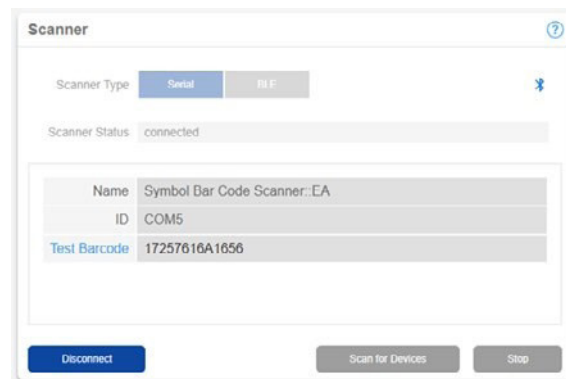 Scanner
?
Scanner Type Serial BLE
Scanner Status connected
Name Symbol Bar Code Scanner::EA
ID COM5
Test Barcode 17257616A1656
Disconnect Scan for Devices Stop